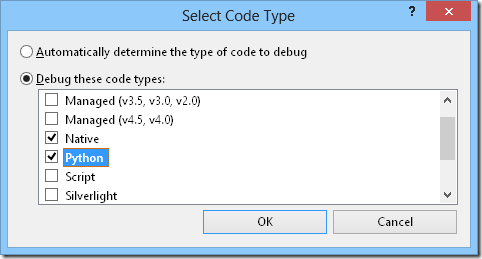 Select Code Type
?
Automatically determine the type of code to debug
Debug these code types:
Managed (v3.5, v3.0, v2.0)
Managed (v4.5, v4.0)
Native
Python
Script
Silverlight
OK Cancel